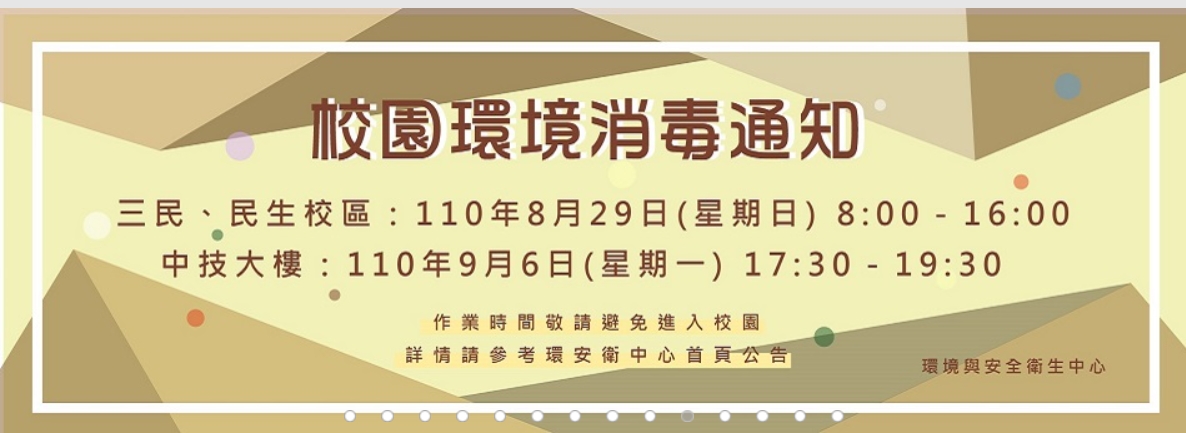 校園環境消毒通知
三民、民生校區：110年8月29日(星期日) 8:00 - 16:00
中技大樓：110年9月6日(星期一) 17:30 - 19:30
作業時間敬請避免進入校園
詳情請參考環安衛中心首頁公告
環境與安全衛生中心